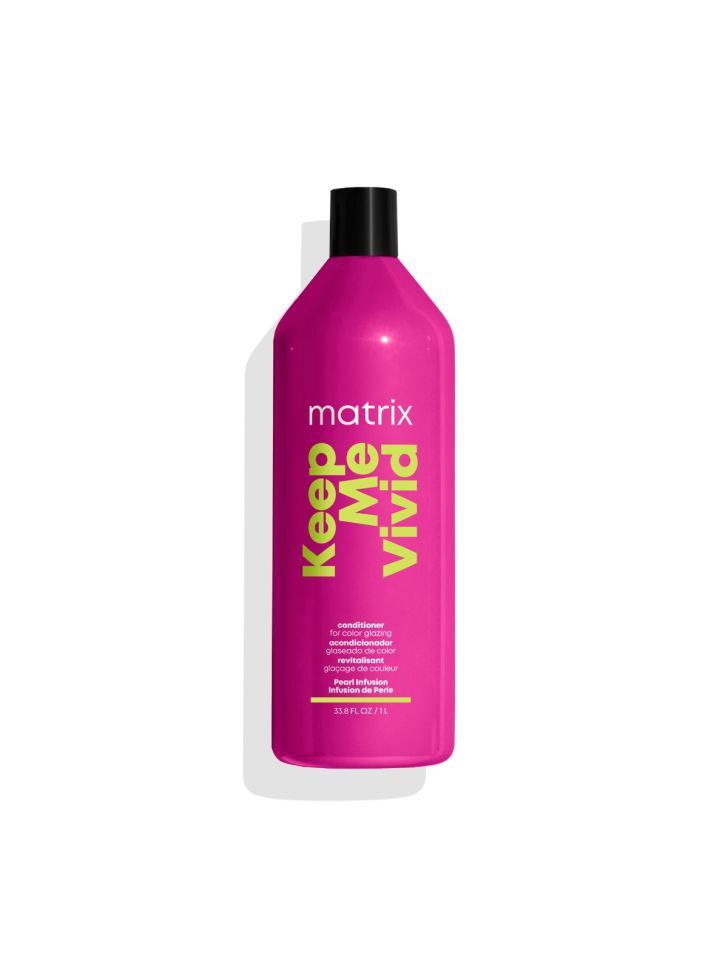 matrix
Keep
Me
Vivid
conditioner
for color glazing
acondicionador
glaseado de color
revitalisant
glaçage de couleur
Pearl Infusion
Infusion de Perle
33.8 FL OZ / 1 L